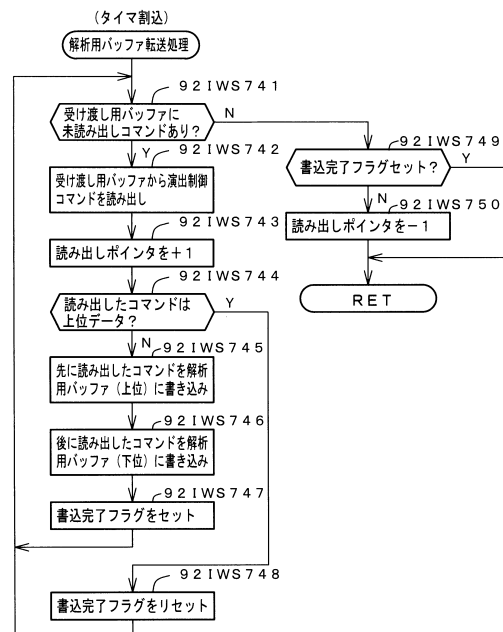 (タイマ割込)
解析用バッファ転送処理
92IWS741
受け渡し用バッファに
未読み出しコマンドあり?
N
Y
92IWS742
受け渡し用バッファから演出制御
コマンドを読み出し
92IWS743
読み出しポインタを+1
92IWS744
読み出したコマンドは
上位データ?
Y
N
92IWS745
先に読み出したコマンドを解析
用バッファ(上位)に書き込み
92IWS746
後に読み出したコマンドを解析
用バッファ(下位)に書き込み
92IWS747
書込完了フラグをセット
92IWS748
書込完了フラグをリセット
92IWS749
書込完了フラグセット?
Y
N
92IWS750
読み出しポインタを-1
RET